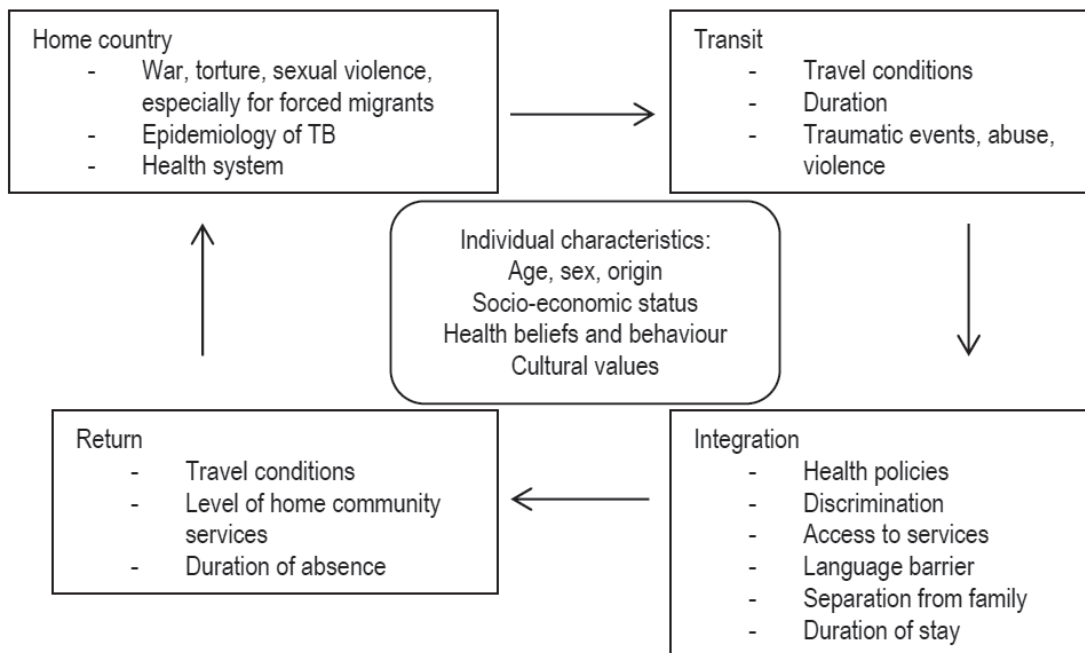 Home country
- War, torture, sexual violence,
especially for forced migrants
- Epidemiology of TB
- Health system
Transit
- Travel conditions
- Duration
- Traumatic events, abuse,
violence
Individual characteristics:
Age, sex, origin
Socio-economic status
Health beliefs and behaviour
Cultural values
Return
- Travel conditions
- Level of home community
services
- Duration of absence
Integration
- Health policies
- Discrimination
- Access to services
- Language barrier
- Separation from family
- Duration of stay